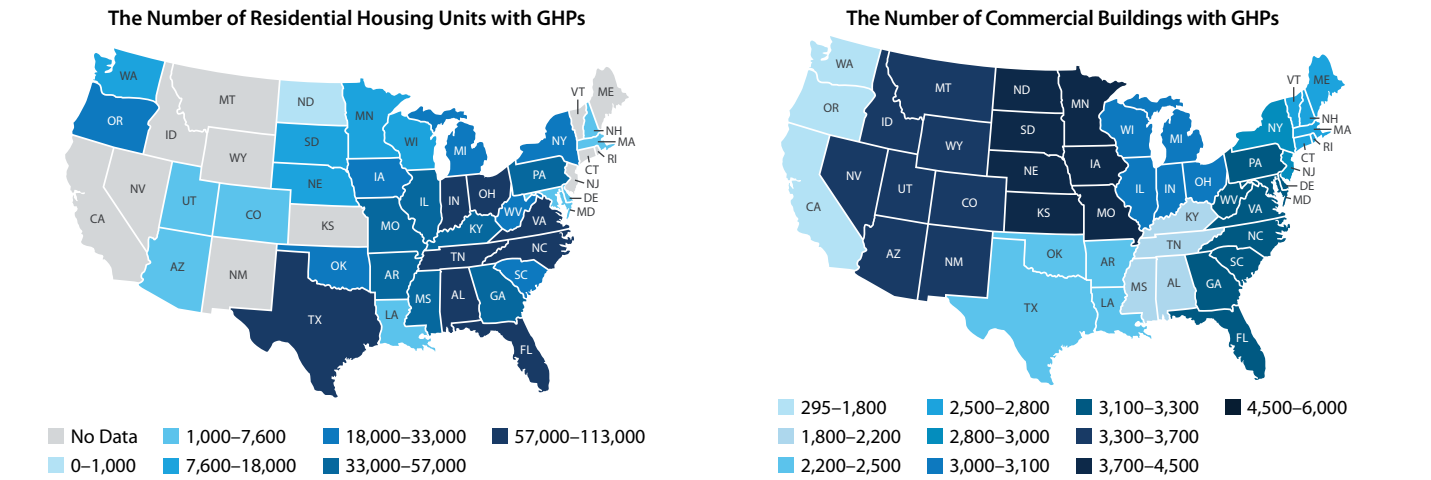 The Number of Residential Housing Units with GHPs
WA
MT
ND
MN
VT
ME
OR
ID
SD
WI
MI
NY
NH
MA
WY
IA
PA
RI
CT
NJ
NE
DE
MD
NV
UT
CO
IL
IN
OH
WV
VA
CA
KS
MO
KY
AZ
NM
OK
AR
TN
NC
TX
LA
MS
AL
GA
SC
FL
No Data
1,000–7,600
18,000–33,000
57,000–113,000
0–1,000
7,600–18,000
33,000–57,000
The Number of Commercial Buildings with GHPs
WA
MT
ND
MN
VT
ME
OR
ID
SD
WI
MI
NY
NH
MA
WY
IA
PA
RI
CT
NJ
NE
DE
MD
NV
UT
CO
IL
IN
OH
WV
VA
CA
KS
MO
KY
AZ
NM
OK
AR
TN
NC
TX
LA
MS
AL
GA
SC
FL
295–1,800
2,500–2,800
3,100–3,300
4,500–6,000
1,800–2,200
2,800–3,000
3,300–3,700
2,200–2,500
3,000–3,100
3,700–4,500